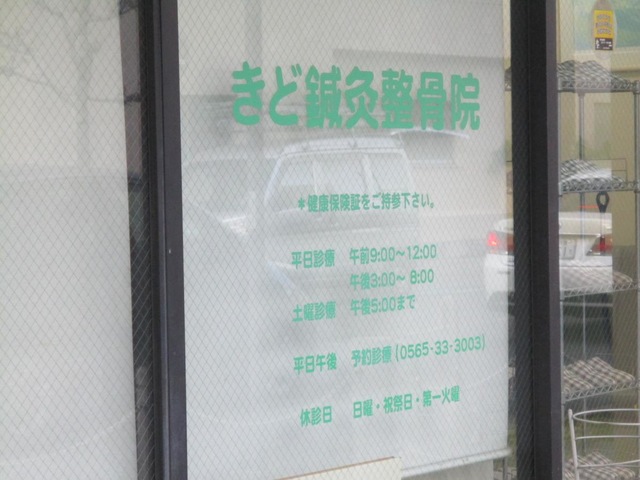 きど鍼灸整骨院
＊健康保険証をご持参下さい。
平日診療 午前9:00〜12:00
午後3:00〜 8:00
土曜診療 午後5:00まで
平日午後 予約診療(0565-33-3003)
休診日 日曜・祝祭日・第一火曜